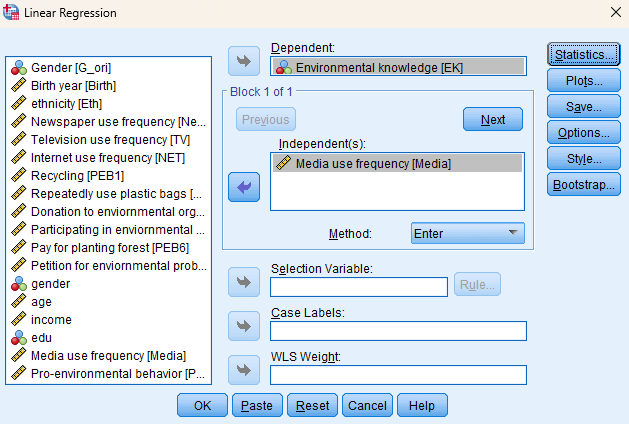 Linear Regression
Gender [G_ori]
Birth year [Birth]
ethnicity [Eth]
Newspaper use frequency [Ne...
Television use frequency [TV]
Internet use frequency [NET]
Recycling [PEB1]
Repeatedly use plastic bags [...
Donation to enviornmental org...
Participating in enviornmental ...
Pay for planting forest [PEB6]
Petition for enviornmental prob...
gender
age
income
edu
Media use frequency [Media]
Pro-environmental behavior [P...
Dependent:
Environmental knowledge [EK]
Block 1 of 1
Previous
Next
Independent(s):
Media use frequency [Media]
Method:
Enter
Selection Variable:
Rule...
Case Labels:
WLS Weight:
Statistics...
Plots...
Save...
Options...
Style...
Bootstrap...
OK
Paste
Reset
Cancel
Help